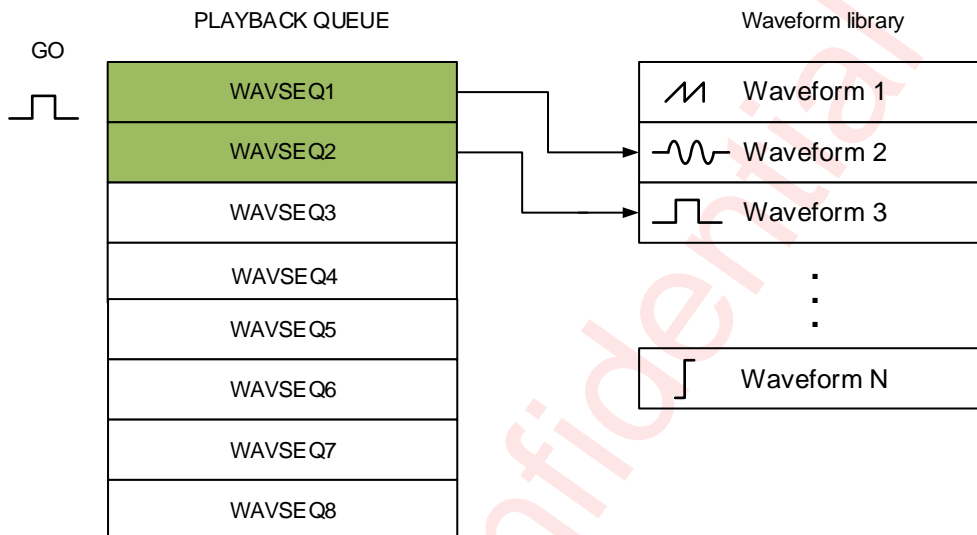 PLAYBACK QUEUE
Waveform library
GO
WAVSEQ1
WAVSEQ2
WAVSEQ3
WAVSEQ4
WAVSEQ5
WAVSEQ6
WAVSEQ7
WAVSEQ8
Waveform 1
Waveform 2
Waveform 3
Waveform N
nfidential